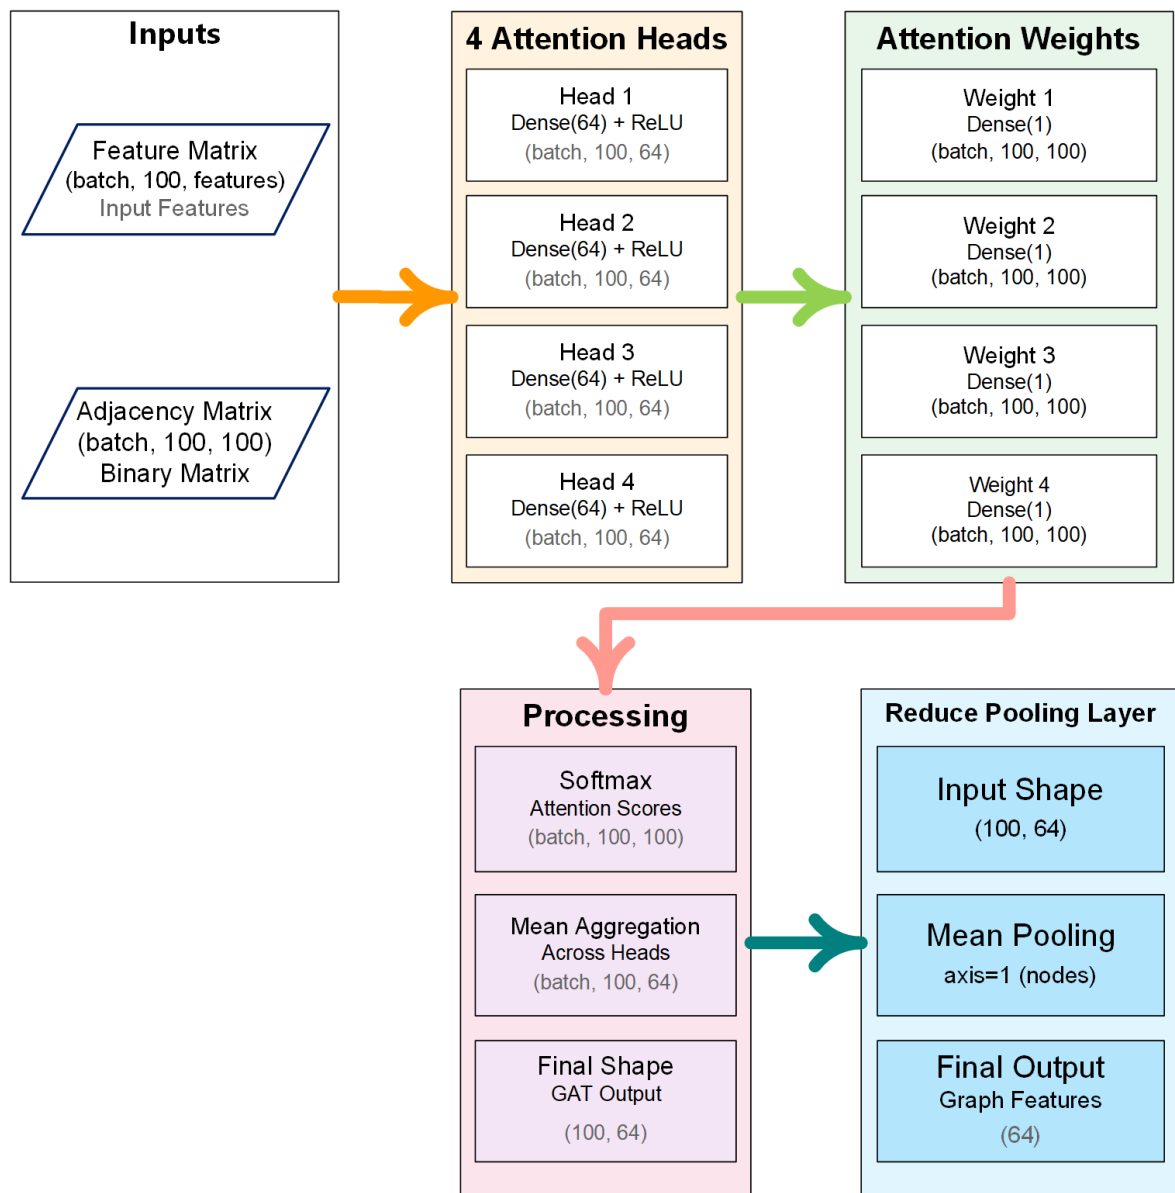 Inputs
Feature Matrix
(batch, 100, features)
Input Features
Adjacency Matrix
(batch, 100, 100)
Binary Matrix
4 Attention Heads
Head 1
Dense(64) + ReLU
(batch, 100, 64)
Head 2
Dense(64) + ReLU
(batch, 100, 64)
Head 3
Dense(64) + ReLU
(batch, 100, 64)
Head 4
Dense(64) + ReLU
(batch, 100, 64)
Attention Weights
Weight 1
Dense(1)
(batch, 100, 100)
Weight 2
Dense(1)
(batch, 100, 100)
Weight 3
Dense(1)
(batch, 100, 100)
Weight 4
Dense(1)
(batch, 100, 100)
Processing
Softmax
Attention Scores
(batch, 100, 100)
Mean Aggregation
Across Heads
(batch, 100, 64)
Final Shape
GAT Output
(100, 64)
Reduce Pooling Layer
Input Shape
(100, 64)
Mean Pooling
axis=1 (nodes)
Final Output
Graph Features
(64)